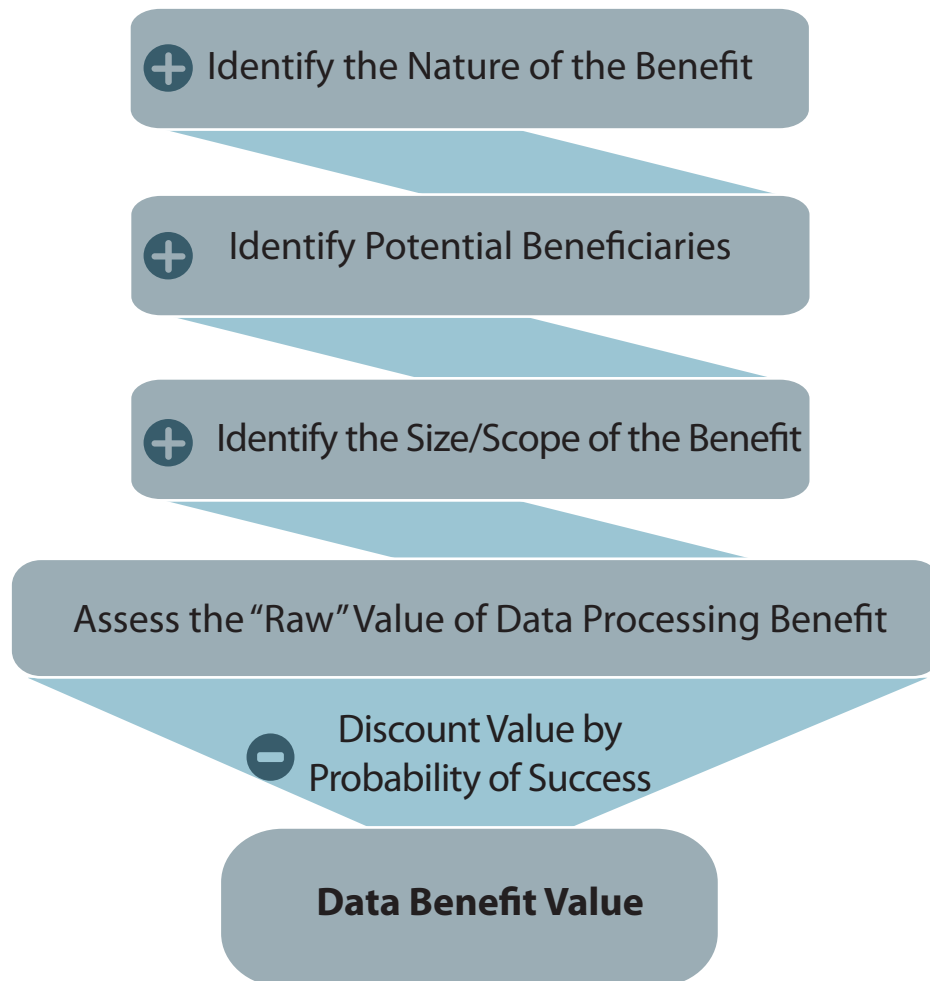 Identify the Nature of the Benefit
Identify Potential Beneficiaries
Identify the Size/Scope of the Benefit
Assess the “Raw” Value of Data Processing Benefit
Discount Value by
Probability of Success
Data Benefit Value